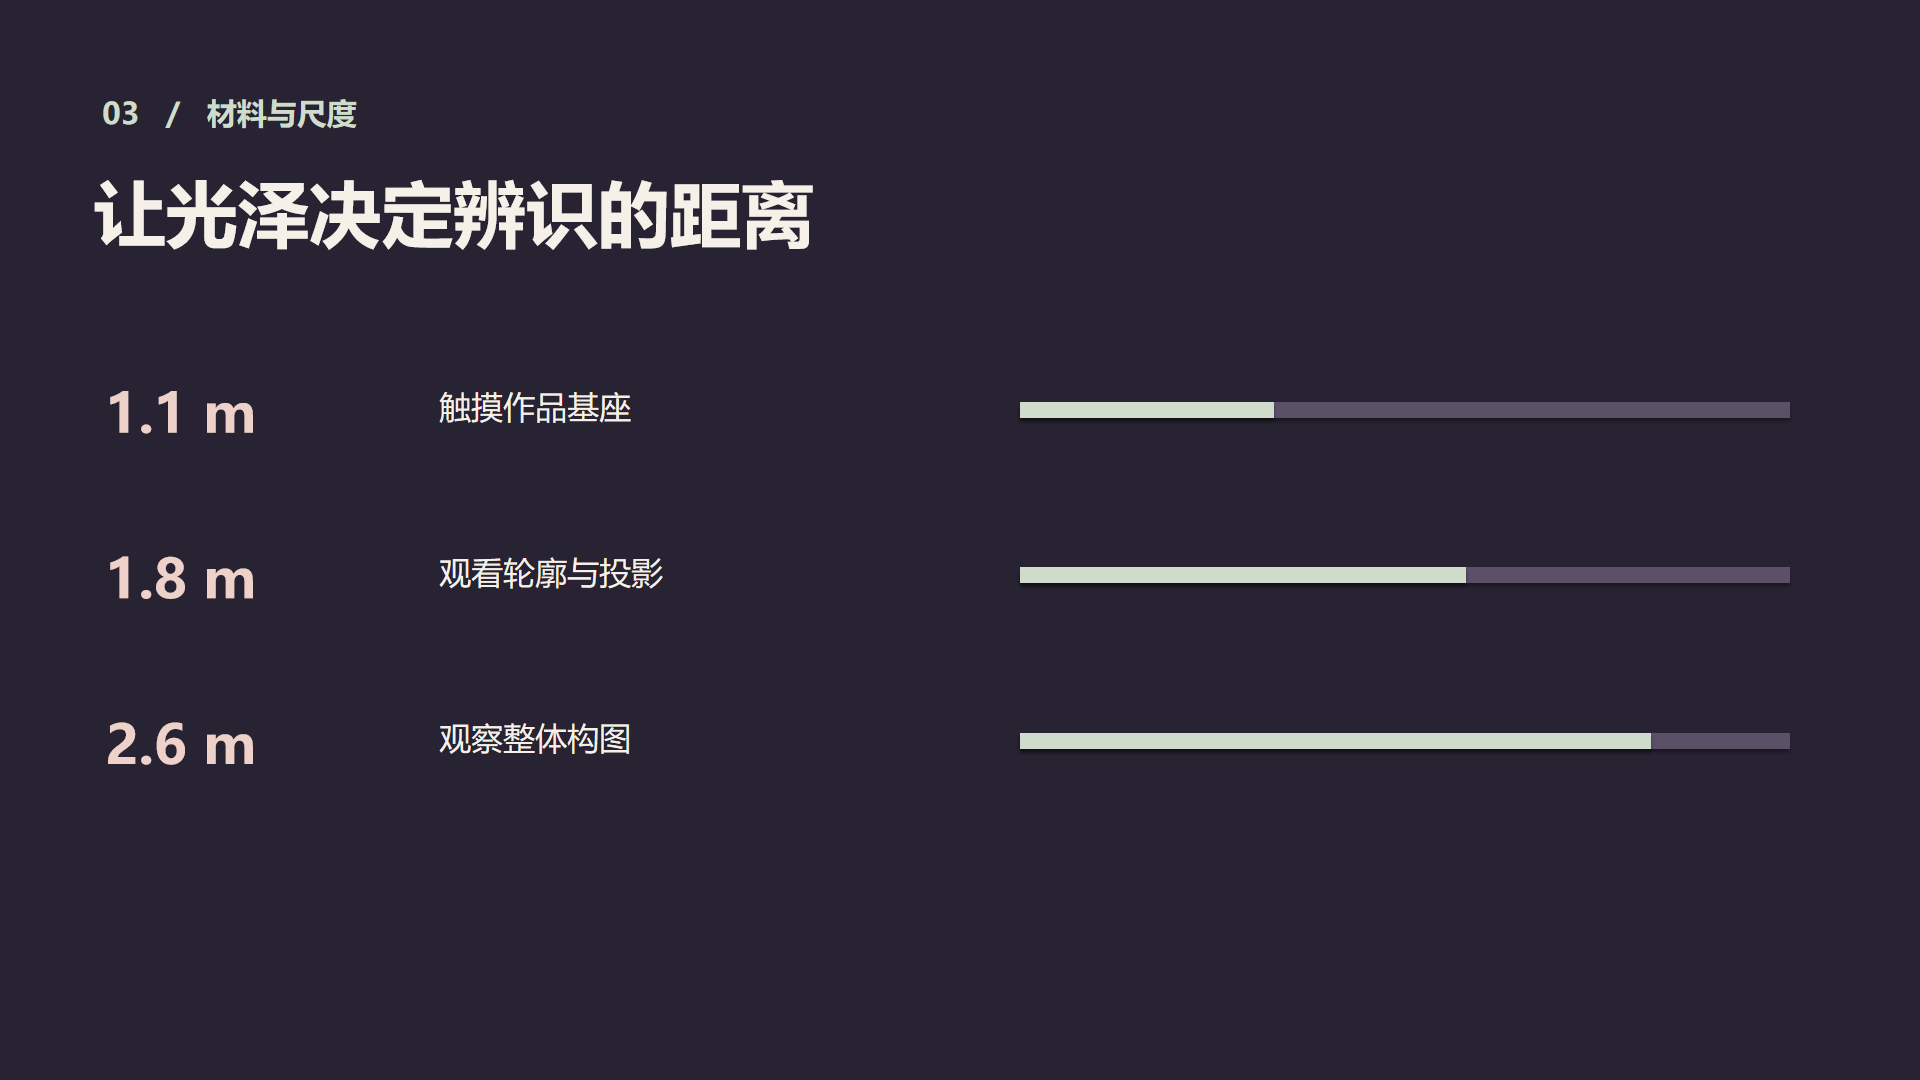 03 / 材料与尺度
让光泽决定辨识的距离
1.1 m 触摸作品基座
1.8 m 观看轮廓与投影
2.6 m 观察整体构图